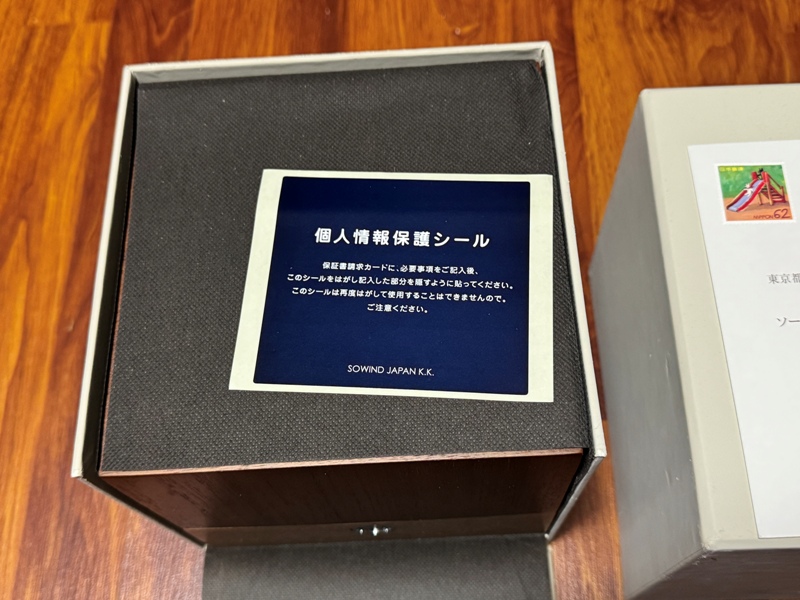 個人情報保護シール
保証書請求カードに、必要事項をご記入後、
このシールをはがし記入した部分を隠すように貼ってください。
このシールは再度はがして使用することはできませんので。
ご注意ください。
SOWIND JAPAN K.K.
日本郵便
NIPPON 62
東京都
ソー